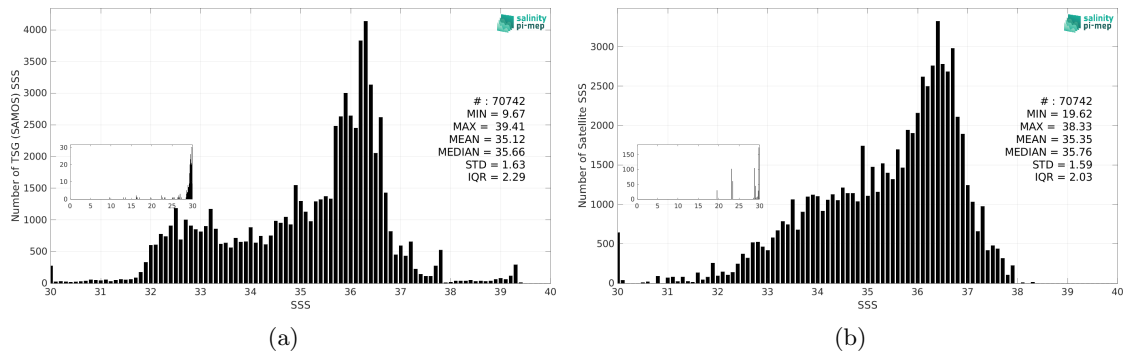 salinity
pi-mep
Number of TSG (SAMOS) SSS
4000
3500
3000
2500
2000
1500
1000
500
0
# : 70742
MIN = 9.67
MAX = 39.41
MEAN = 35.12
MEDIAN = 35.66
STD = 1.63
IQR = 2.29
30
20
10
0
0 5 10 15 20 25 30
30 31 32 33 34 35 36 37 38 39 40
SSS
(a)
salinity
pi-mep
Number of Satellite SSS
3000
2500
2000
1500
1000
500
0
# : 70742
MIN = 19.62
MAX = 38.33
MEAN = 35.35
MEDIAN = 35.76
STD = 1.59
IQR = 2.03
150
100
50
0
0 5 10 15 20 25 30
30 31 32 33 34 35 36 37 38 39 40
SSS
(b)